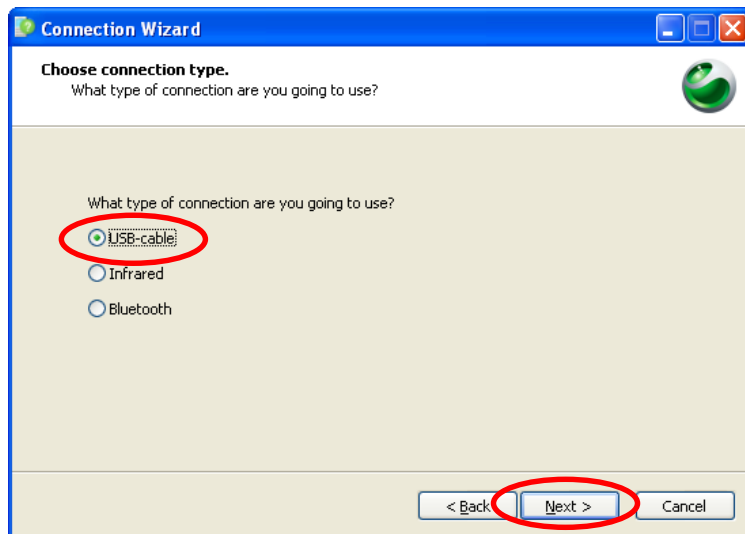 Connection Wizard
Choose connection type.
What type of connection are you going to use?
What type of connection are you going to use?
USB-cable
Infrared
Bluetooth
< Back Next > Cancel